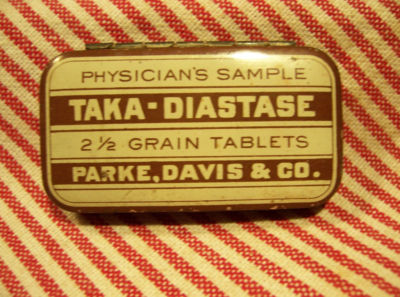 PHYSICIAN'S SAMPLE
TAKA-DIASTASE
2 ½ GRAIN TABLETS
PARKE, DAVIS & CO.